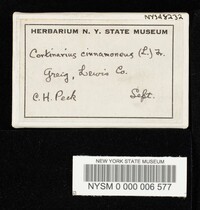 NYS48232
HERBARIUM N. Y. STATE MUSEUM
Cortinarius cinnamomeus (L.) Fr.
Greig, Lewis Co.
C. H. Peck Sept.
NEW YORK STATE MUSEUM
NYSM 0 000 006 577